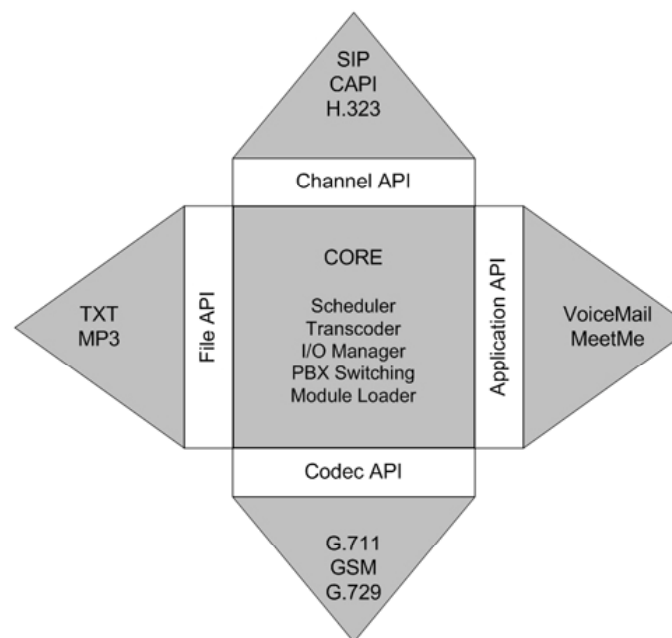 SIP
CAPI
H.323
Channel API
TXT
MP3
File API
CORE
Scheduler
Transcoder
I/O Manager
PBX Switching
Module Loader
Application API
VoiceMail
MeetMe
Codec API
G.711
GSM
G.729